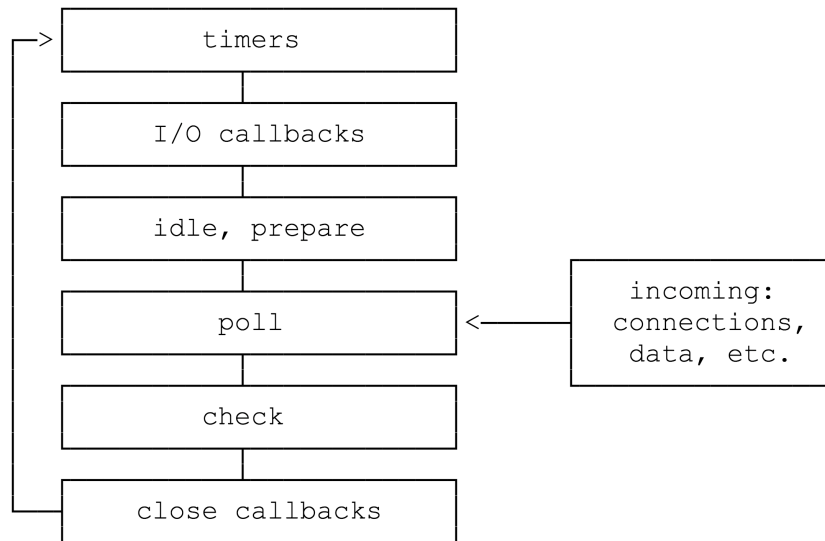 timers
I/O callbacks
idle, prepare
poll
incoming:
connections,
data, etc.
check
close callbacks